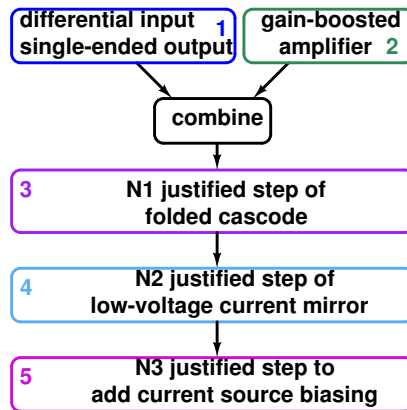 differential input
single-ended output 1
gain-boosted
amplifier 2
combine
3 N1 justified step of
folded cascode
4 N2 justified step of
low-voltage current mirror
5 N3 justified step to
add current source biasing